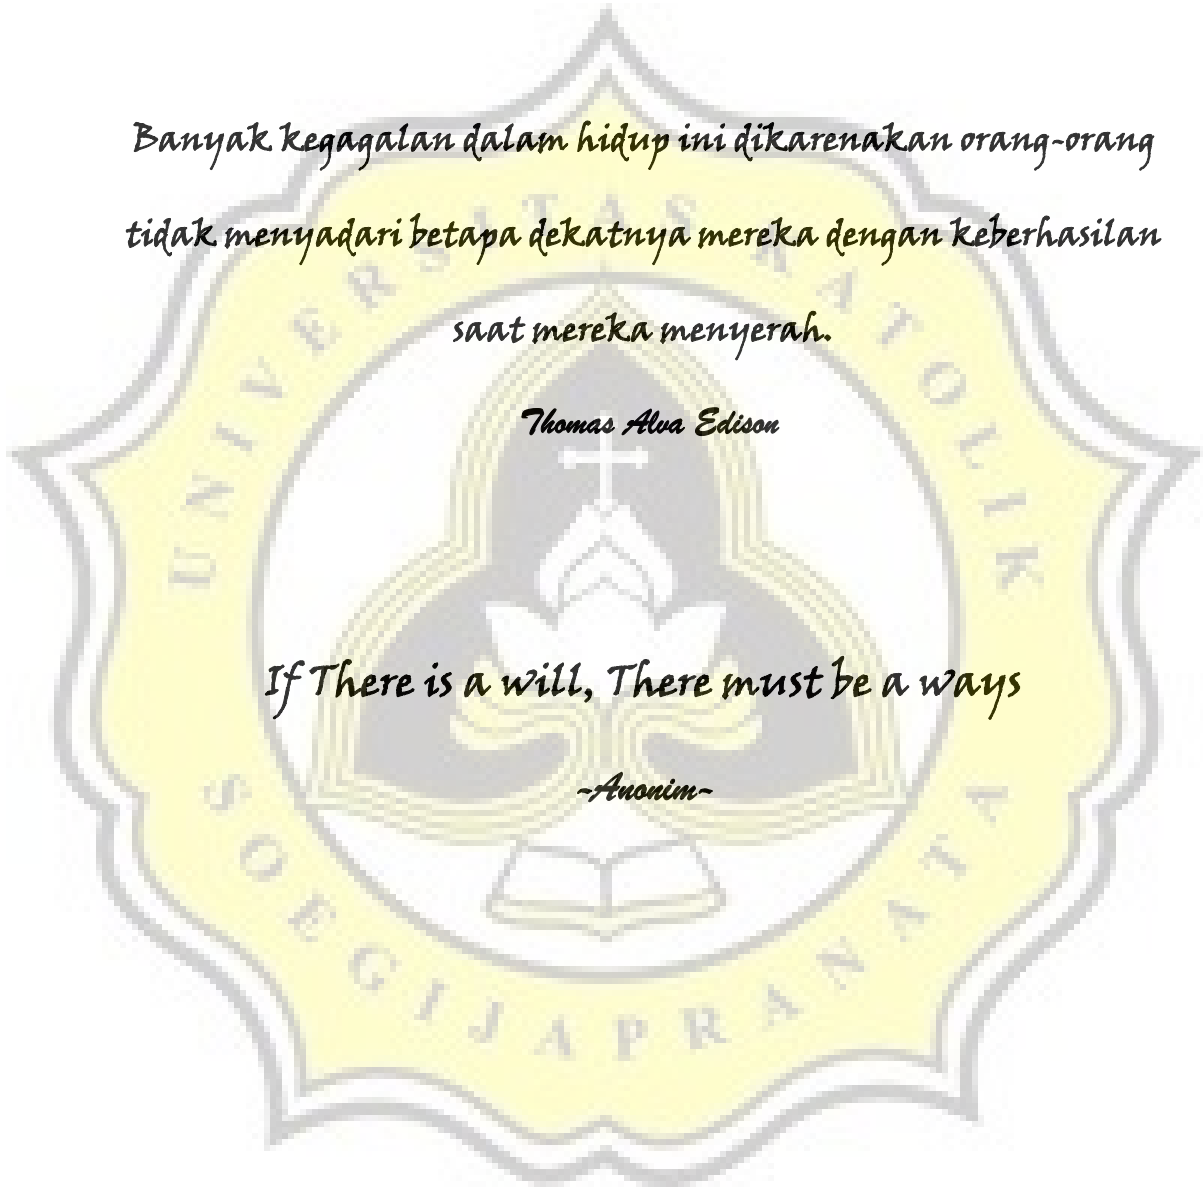 Banyak kegagalan dalam hidup ini dikarenakan orang-orang
tidak menyadari betapa dekatnya mereka dengan keberhasilan
saat mereka menyerah.
Thomas Alva Edison
If There is a will, There must be a ways
~Anonim~
UNIVERSITAS KATOLIK
SOEGIJAPRANATA